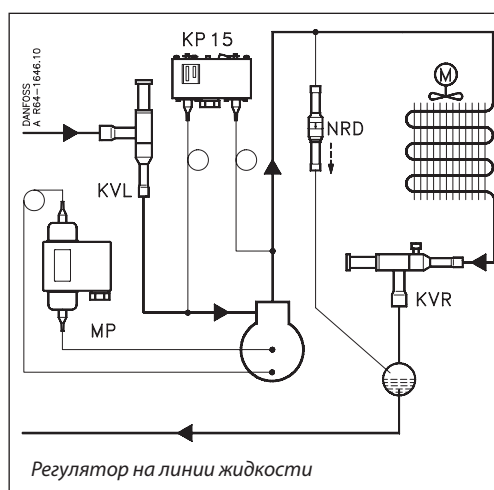 KP 15
DANFOSS
A R64-1646.10
M
NRD
KVL
KVR
MP
Регулятор на линии жидкости